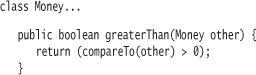 class Money...
public boolean greaterThan(Money other) {
return (compareTo(other) > 0);
}